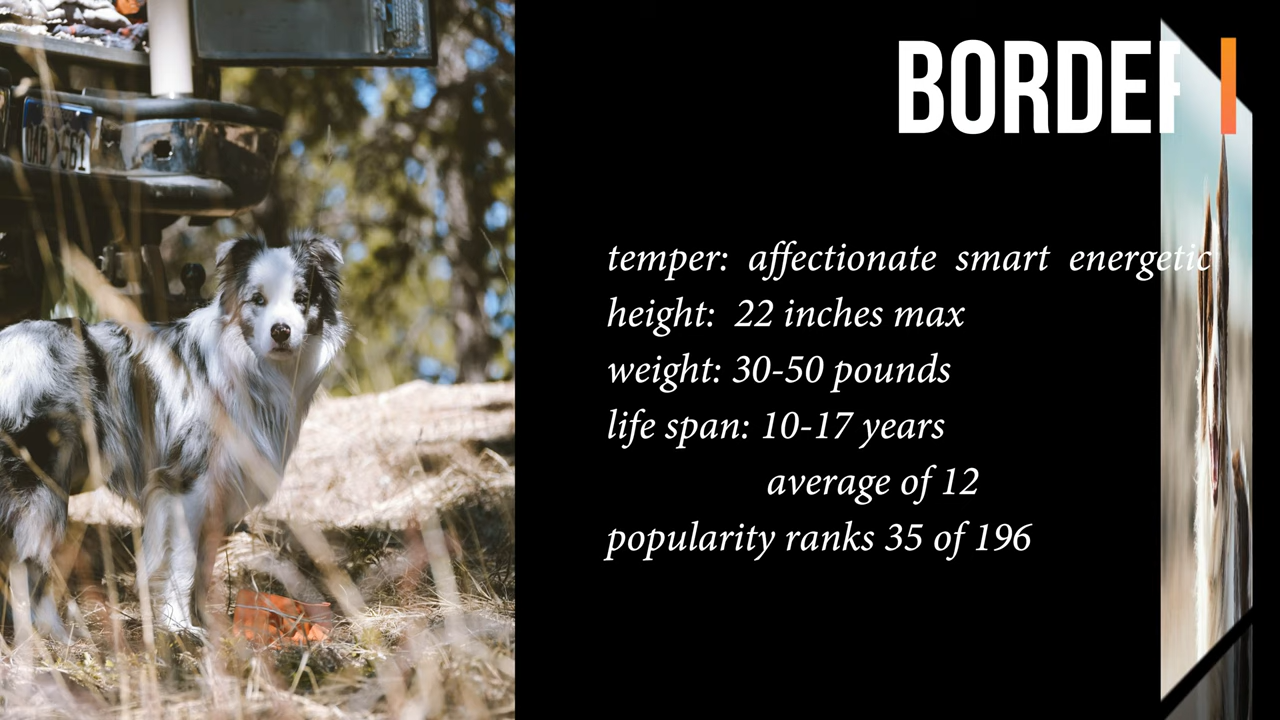 BORDER
temper: affectionate smart energetic
height: 22 inches max
weight: 30-50 pounds
life span: 10-17 years
average of 12
popularity ranks 35 of 196